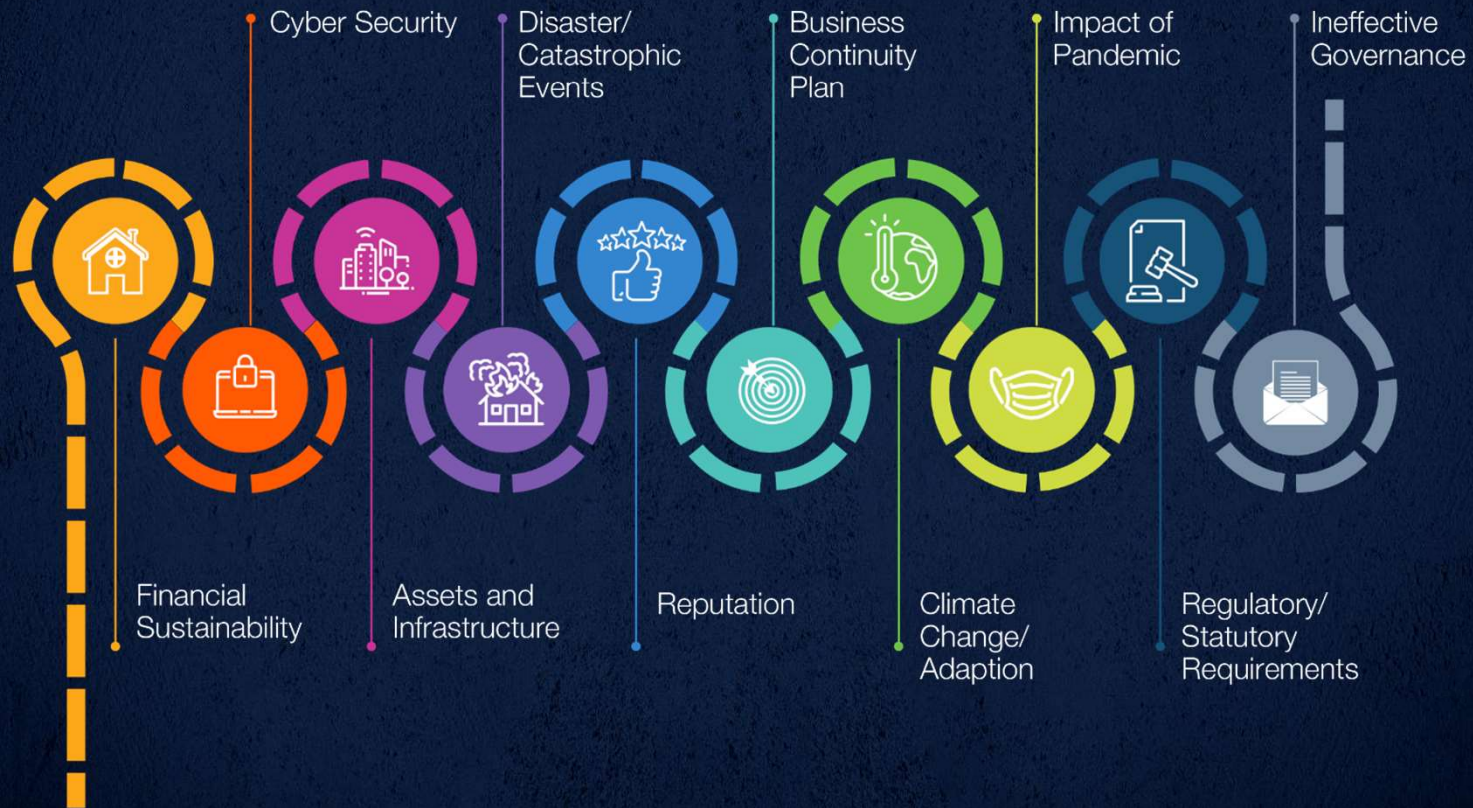 Cyber Security
Disaster/
Catastrophic
Events
Business
Continuity
Plan
Impact of
Pandemic
Ineffective
Governance
Financial
Sustainability
Assets and
Infrastructure
Reputation
Climate
Change/
Adaption
Regulatory/
Statutory
Requirements